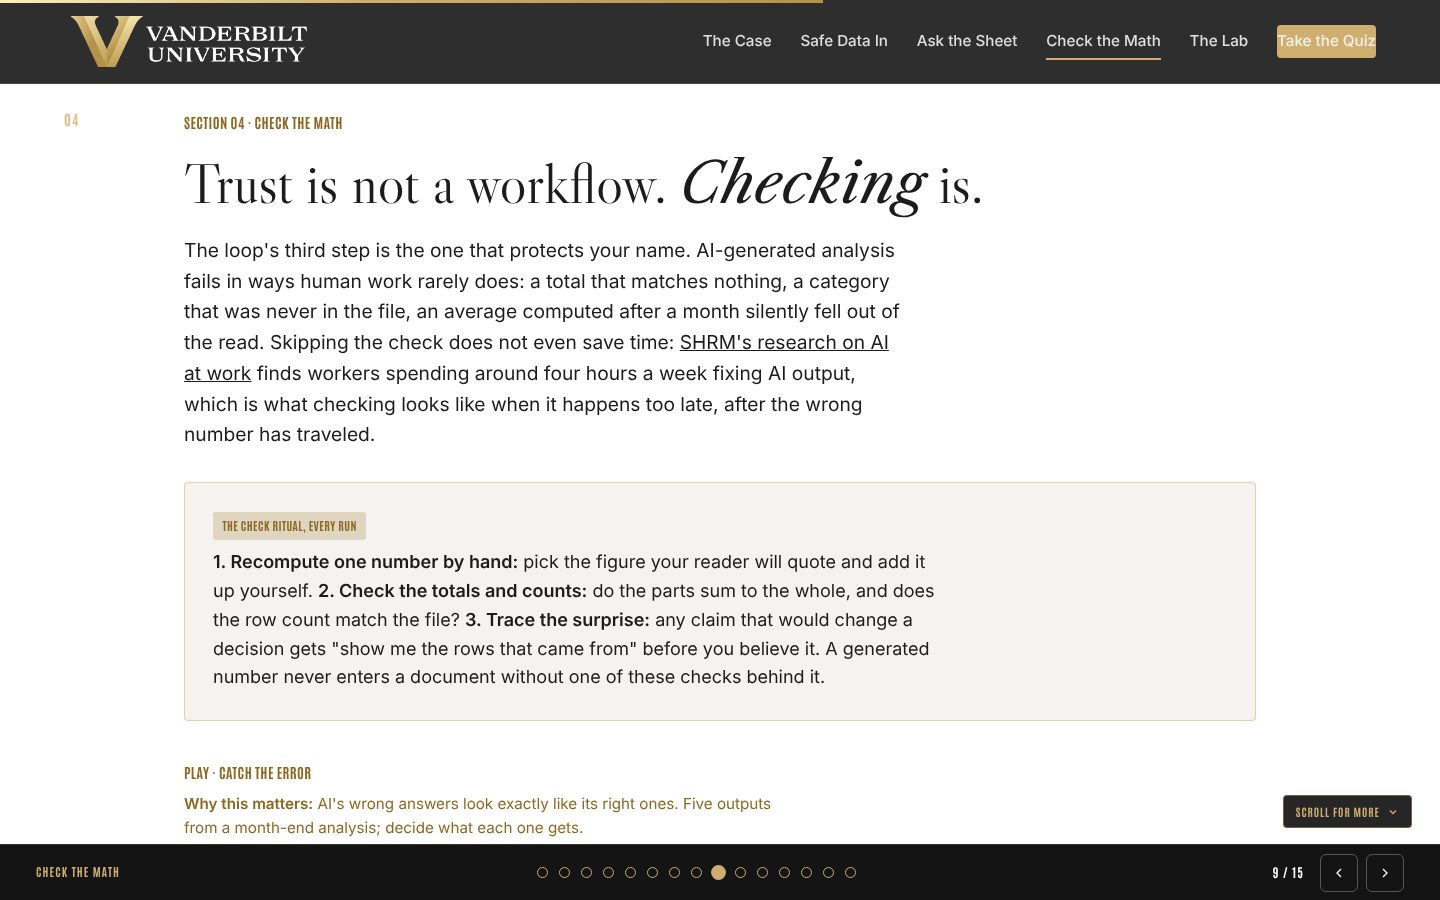 VANDERBILT
UNIVERSITY
The Case
Safe Data In
Ask the Sheet
Check the Math
The Lab
Take the Quiz
04
SECTION 04 · CHECK THE MATH
Trust is not a workflow. Checking is.
The loop's third step is the one that protects your name. AI-generated analysis
fails in ways human work rarely does: a total that matches nothing, a category
that was never in the file, an average computed after a month silently fell out of
the read. Skipping the check does not even save time: SHRM's research on AI
at work finds workers spending around four hours a week fixing AI output,
which is what checking looks like when it happens too late, after the wrong
number has traveled.
THE CHECK RITUAL, EVERY RUN
1. Recompute one number by hand: pick the figure your reader will quote and add it
up yourself. 2. Check the totals and counts: do the parts sum to the whole, and does
the row count match the file? 3. Trace the surprise: any claim that would change a
decision gets "show me the rows that came from" before you believe it. A generated
number never enters a document without one of these checks behind it.
PLAY · CATCH THE ERROR
Why this matters: AI's wrong answers look exactly like its right ones. Five outputs
from a month-end analysis; decide what each one gets.
SCROLL FOR MORE
CHECK THE MATH
9 / 15